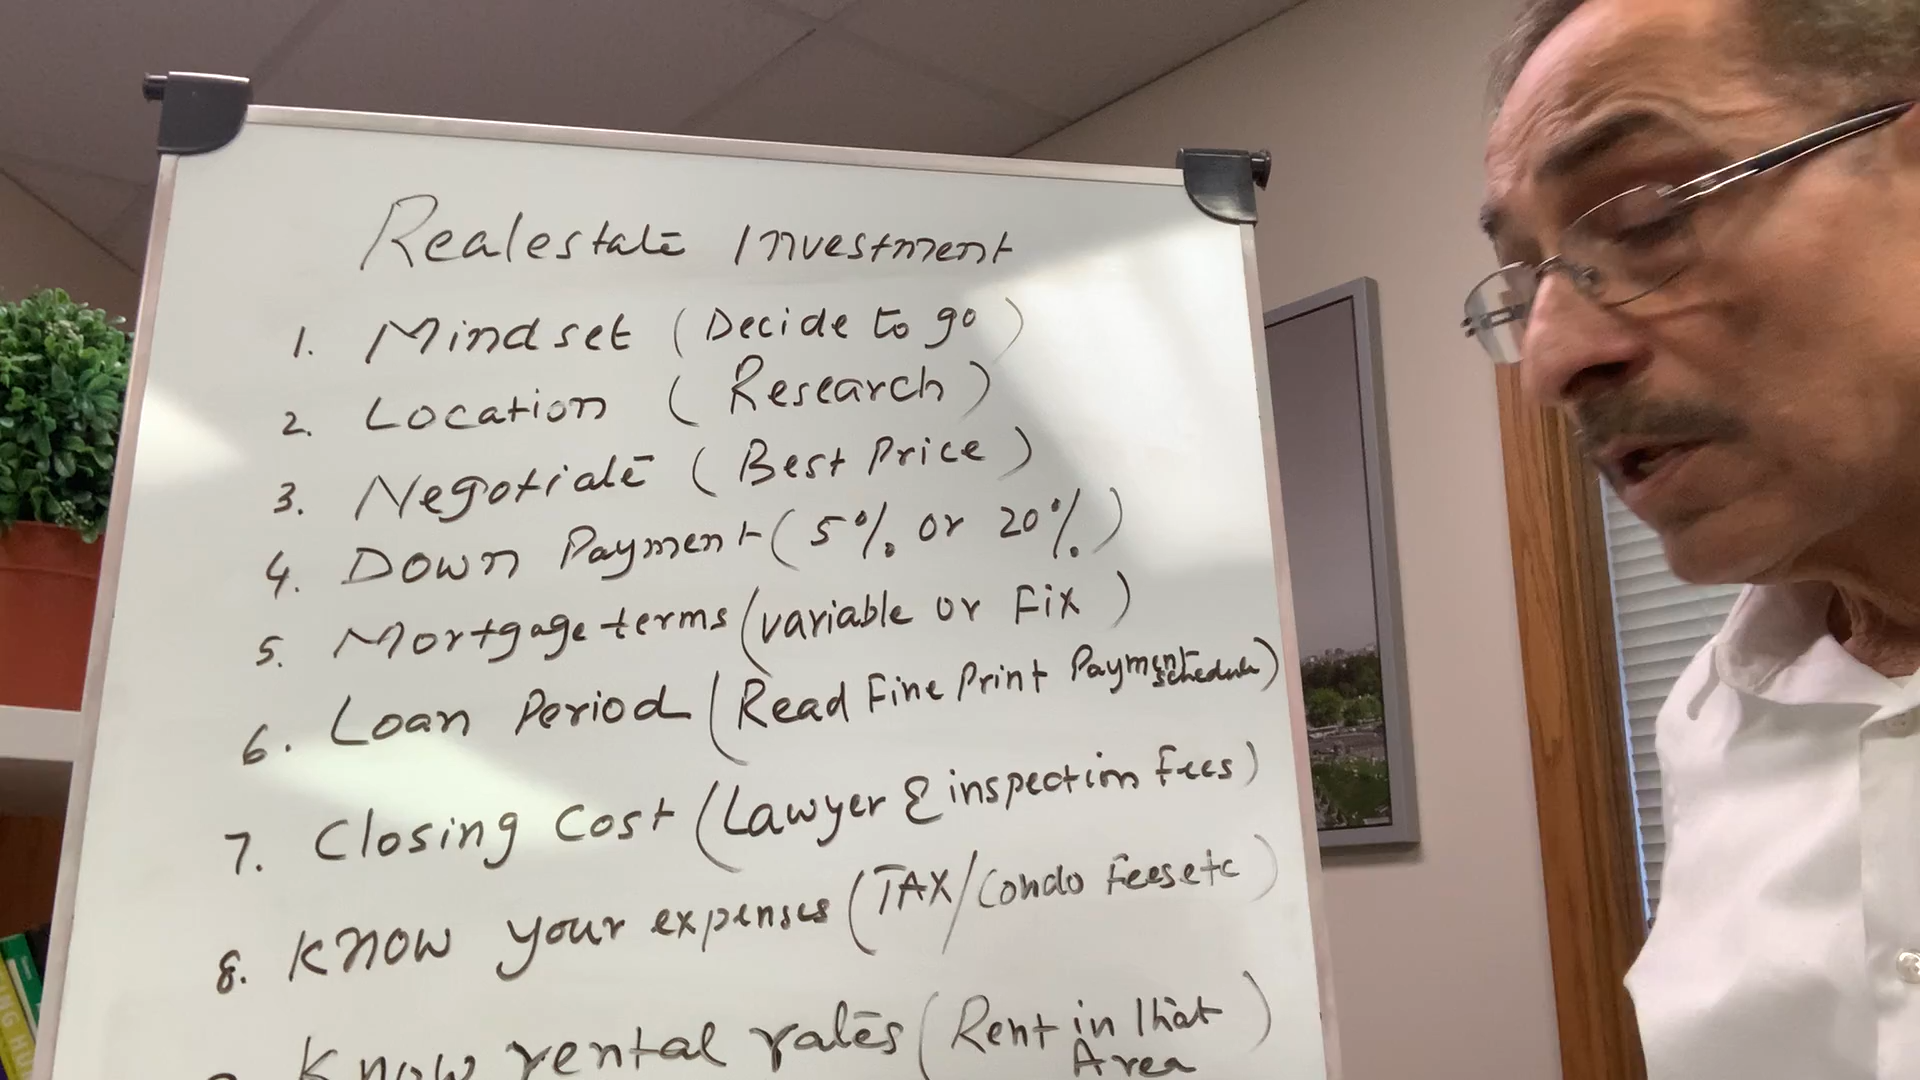 Realestate Investment
1. Mindset (Decide to go)
2. Location (Research)
3. Negotiate (Best Price)
4. Down Payment (5% or 20%)
5. Mortgage terms (variable or Fix)
6. Loan Period (Read Fine Print Payment schedule)
7. Closing Cost (Lawyer & inspection Fees)
8. Know your expenses (TAX/Condo Fees etc)
Know rental rates (Rent in that Area